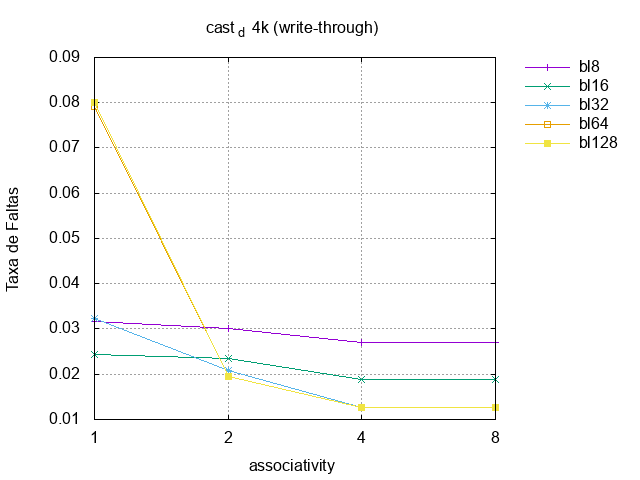 cast d 4k (write-through)
0.09
0.08
0.07
0.06
0.05
0.04
0.03
0.02
0.01
1 2 4 8
Taxa de Faltas
associativity
bl8
bl16
bl32
bl64
bl128